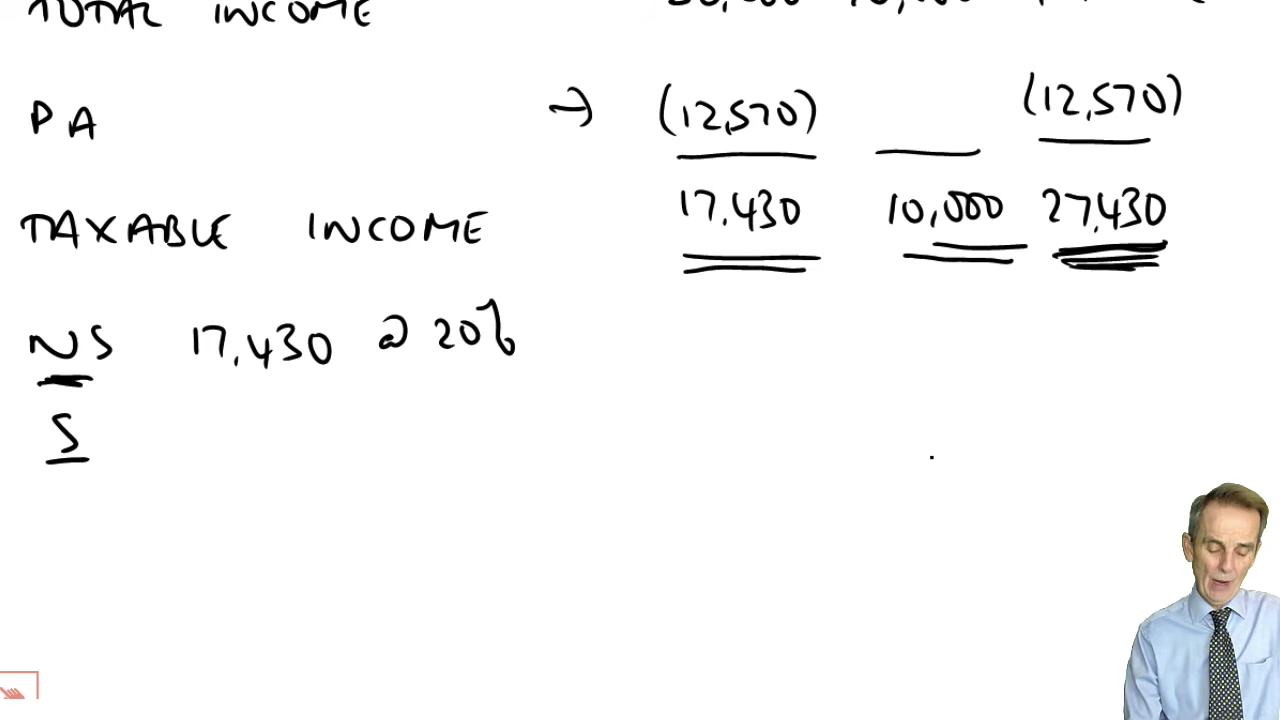 TOTAL INCOME
PA → (12,570) (12,570)
TAXABLE INCOME 17,430 10,000 27,430
NS 17,430 @ 20%
S